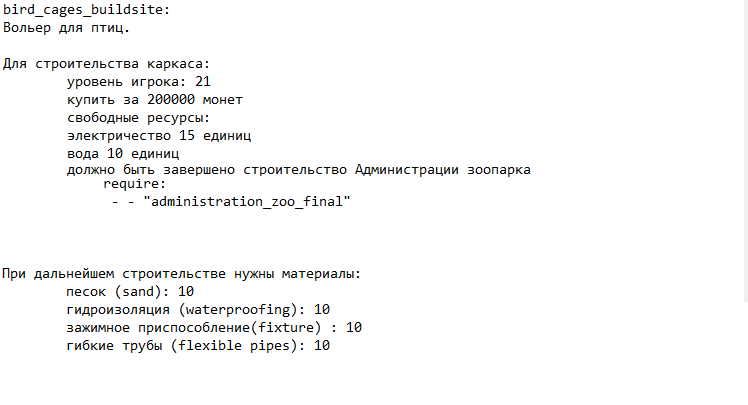 bird_cages_buildsite:
Вольер для птиц.
Для строительства каркаса:
уровень игрока: 21
купить за 200000 монет
свободные ресурсы:
электричество 15 единиц
вода 10 единиц
должно быть завершено строительство Администрации зоопарка
require:
- - "administration_zoo_final"
При дальнейшем строительстве нужны материалы:
песок (sand): 10
гидроизоляция (waterproofing): 10
зажимное приспособление(fixture) : 10
гибкие трубы (flexible pipes): 10